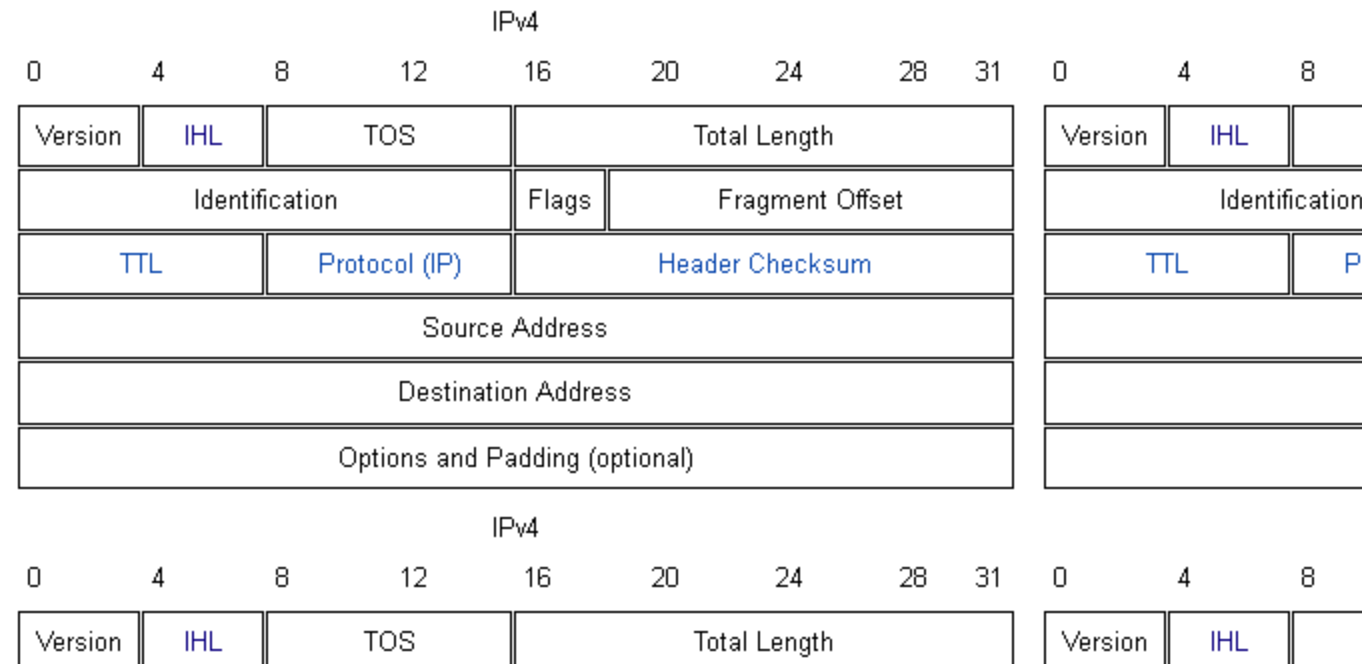 IPv4
0 4 8 12 16 20 24 28 31 0 4 8
Version IHL TOS Total Length Version IHL
Identification Flags Fragment Offset Identification
TTL Protocol (IP) Header Checksum TTL P
Source Address
Destination Address
Options and Padding (optional)
IPv4
0 4 8 12 16 20 24 28 31 0 4 8
Version IHL TOS Total Length Version IHL